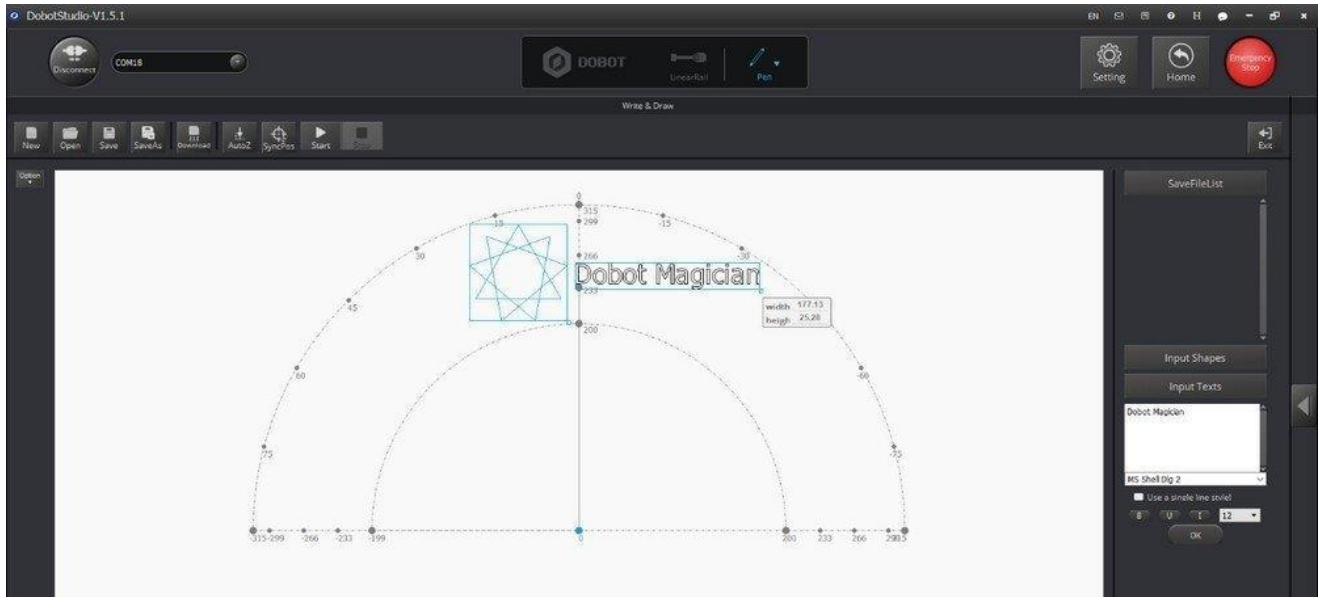 DobotStudio-V1.5.1
EN
H
Disconnect
COM18
DOBOT
LinearRail
Pen
Setting
Home
Emergency
Stop
Write & Draw
New
Open
Save
SaveAs
Download
AutoZ
SyncPos
Start
Exit
Option
SaveFileList
0
315
299
15
-15
266
30
-30
Dobot Magician
233
width 177.13
heigh 25.28
45
200
60
-60
75
-75
-315
-299
-266
-233
-199
0
200
233
266
299
315
Input Shapes
Input Texts
Dobot Magician
MS Shell Dlg 2
Use a single line style!
B
U
I
12
OK